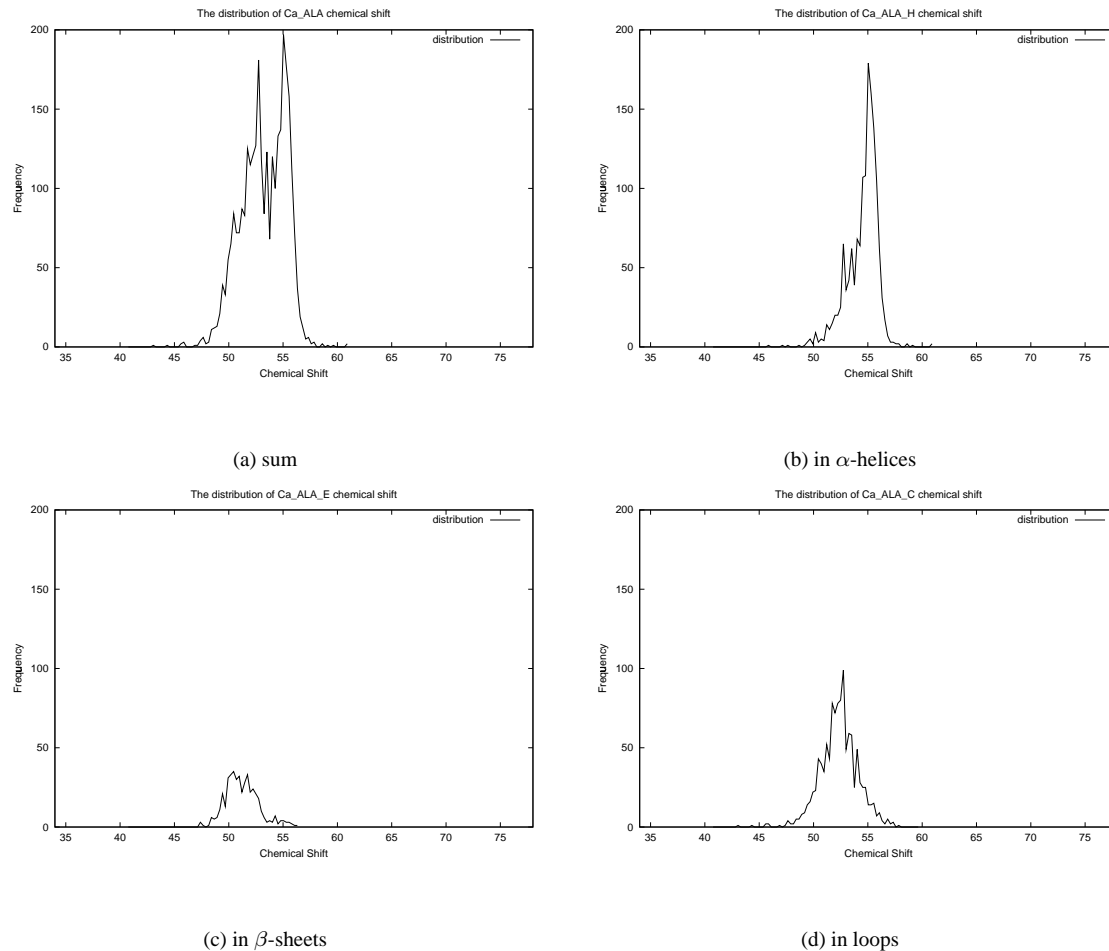 The distribution of Ca_ALA chemical shift
distribution
200
150
100
50
0
Frequency
35 40 45 50 55 60 65 70 75
Chemical Shift
(a) sum
The distribution of Ca_ALA_H chemical shift
distribution
200
150
100
50
0
Frequency
35 40 45 50 55 60 65 70 75
Chemical Shift
(b) in α-helices
The distribution of Ca_ALA_E chemical shift
distribution
200
150
100
50
0
Frequency
35 40 45 50 55 60 65 70 75
Chemical Shift
(c) in β-sheets
The distribution of Ca_ALA_C chemical shift
distribution
200
150
100
50
0
Frequency
35 40 45 50 55 60 65 70 75
Chemical Shift
(d) in loops